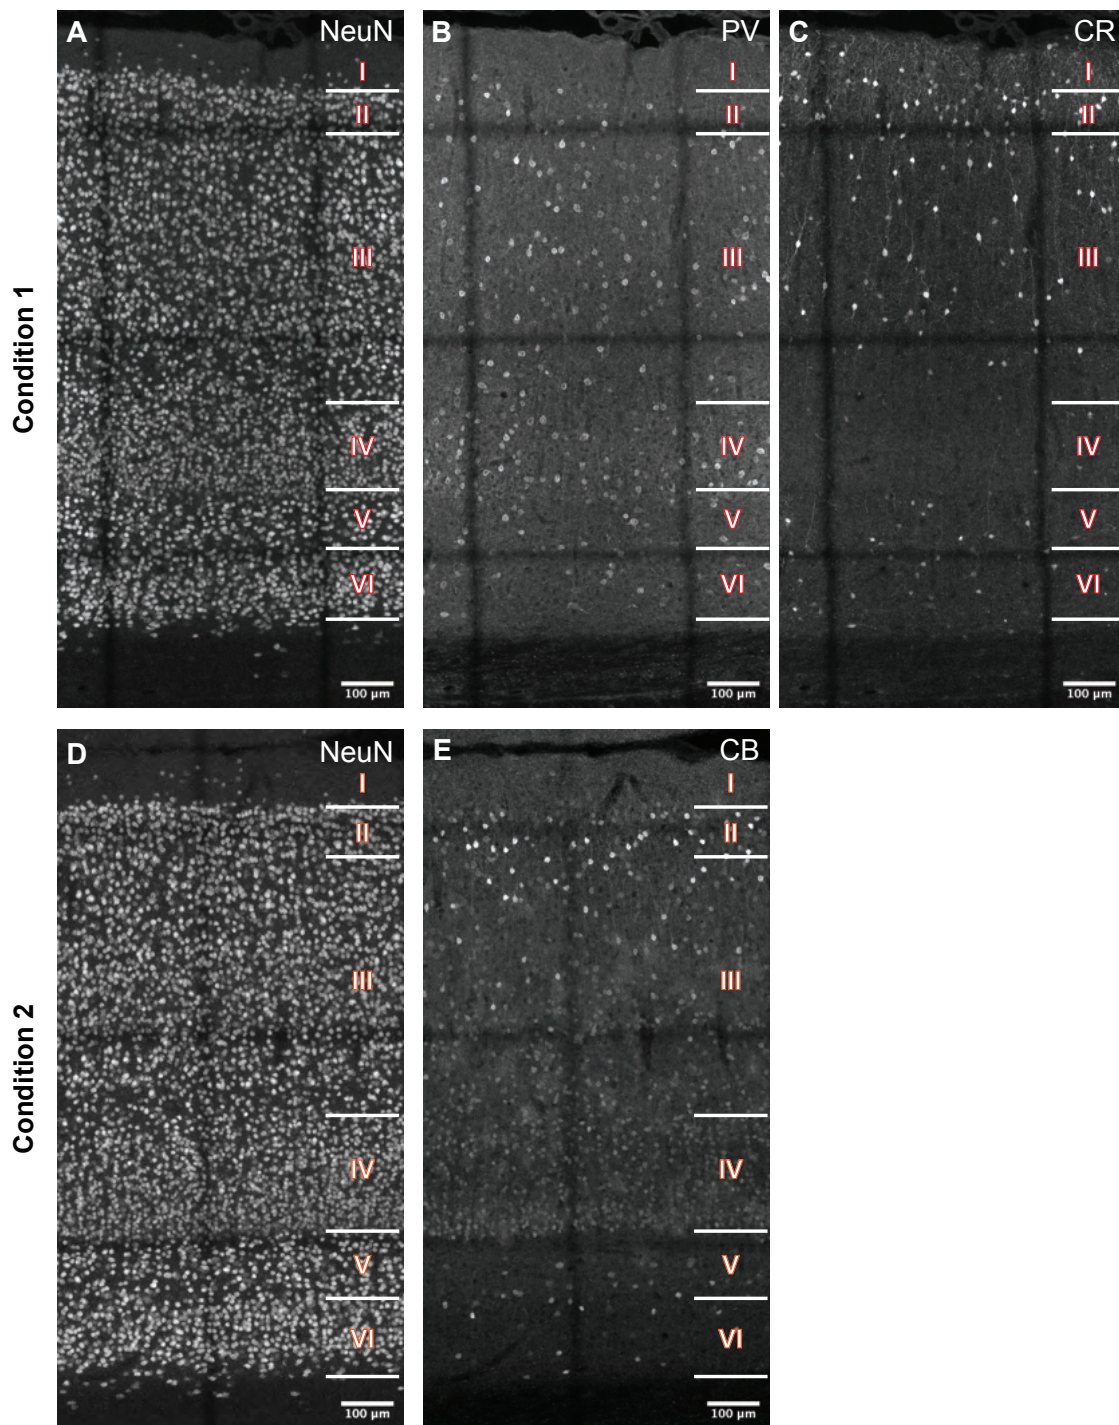 A NeuN
I
II
III
IV
V
VI
100 µm
B PV
I
II
III
IV
V
VI
100 µm
C CR
I
II
III
IV
V
VI
100 µm
Condition 1
D NeuN
I
II
III
IV
V
VI
100 µm
E CB
I
II
III
IV
V
VI
100 µm
Condition 2